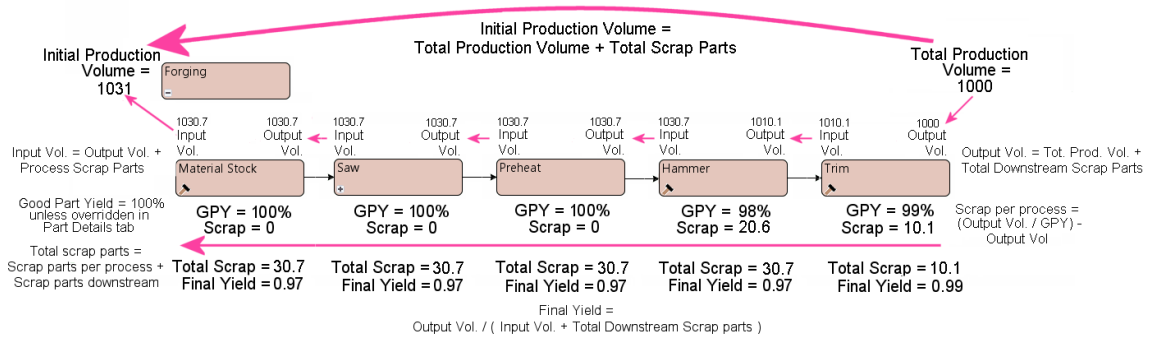 Initial Production Volume =
Total Production Volume + Total Scrap Parts
Initial Production
Volume =
1031
Forging
Total Production
Volume =
1000
1030.7
Input
Vol.
1030.7
Output
Vol.
1030.7
Input
Vol.
1030.7
Output
Vol.
1030.7
Input
Vol.
1030.7
Output
Vol.
1030.7
Input
Vol.
1010.1
Output
Vol.
1010.1
Input
Vol.
1000
Output
Vol.
Input Vol. = Output Vol. +
Process Scrap Parts
Material Stock
Saw
Preheat
Hammer
Trim
Output Vol. = Tot. Prod. Vol. +
Total Downstream Scrap Parts
Good Part Yield = 100%
unless overridden in
Part Details tab
GPY = 100%
Scrap = 0
GPY = 100%
Scrap = 0
GPY = 100%
Scrap = 0
GPY = 98%
Scrap = 20.6
GPY = 99%
Scrap = 10.1
Scrap per process =
(Output Vol. / GPY) -
Output Vol
Total scrap parts =
Scrap parts per process +
Scrap parts downstream
Total Scrap = 30.7
Final Yield = 0.97
Total Scrap = 30.7
Final Yield = 0.97
Total Scrap = 30.7
Final Yield = 0.97
Total Scrap = 30.7
Final Yield = 0.97
Total Scrap = 10.1
Final Yield = 0.99
Final Yield =
Output Vol. / ( Input Vol. + Total Downstream Scrap parts )